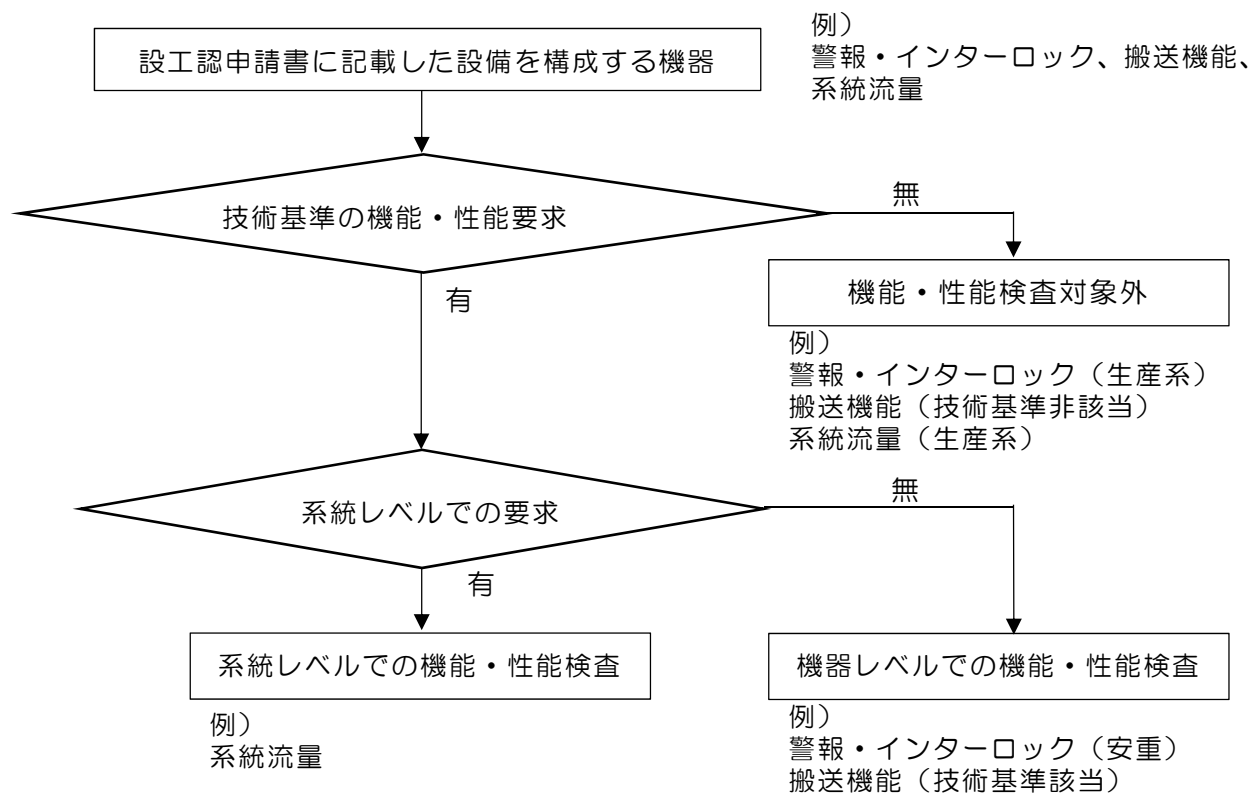 設工認申請書に記載した設備を構成する機器
例）
警報・インターロック、搬送機能、
系統流量
技術基準の機能・性能要求
無
有
機能・性能検査対象外
例）
警報・インターロック（生産系）
搬送機能（技術基準非該当）
系統流量（生産系）
系統レベルでの要求
無
有
系統レベルでの機能・性能検査
例）
系統流量
機器レベルでの機能・性能検査
例）
警報・インターロック（安重）
搬送機能（技術基準該当）